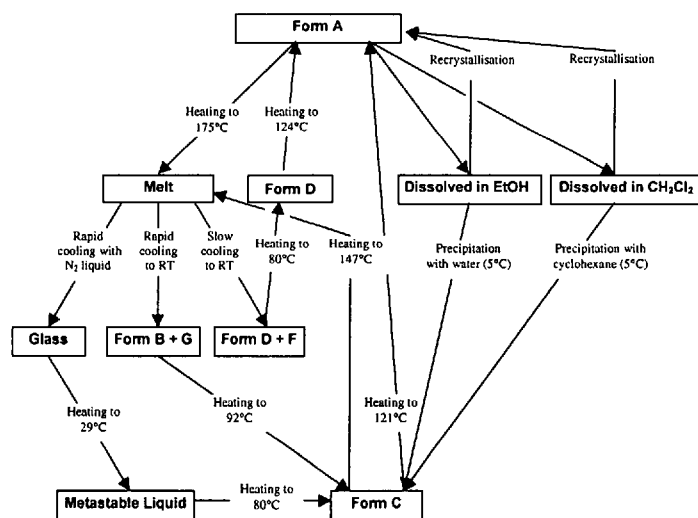 Form A
Recrystallisation
Recrystallisation
Heating to
175°C
Heating to
124°C
Melt
Form D
Dissolved in EtOH
Dissolved in CH₂Cl₂
Rapid
cooling with
N₂ liquid
Rapid
cooling
to RT
Slow
cooling
to RT
Heating to
80°C
Heating to
147°C
Precipitation
with water (5°C)
Precipitation with
cyclohexane (5°C)
Glass
Form B + G
Form D + F
Heating to
29°C
Heating to
92°C
Heating to
121°C
Metastable Liquid
Heating to
80°C
Form C